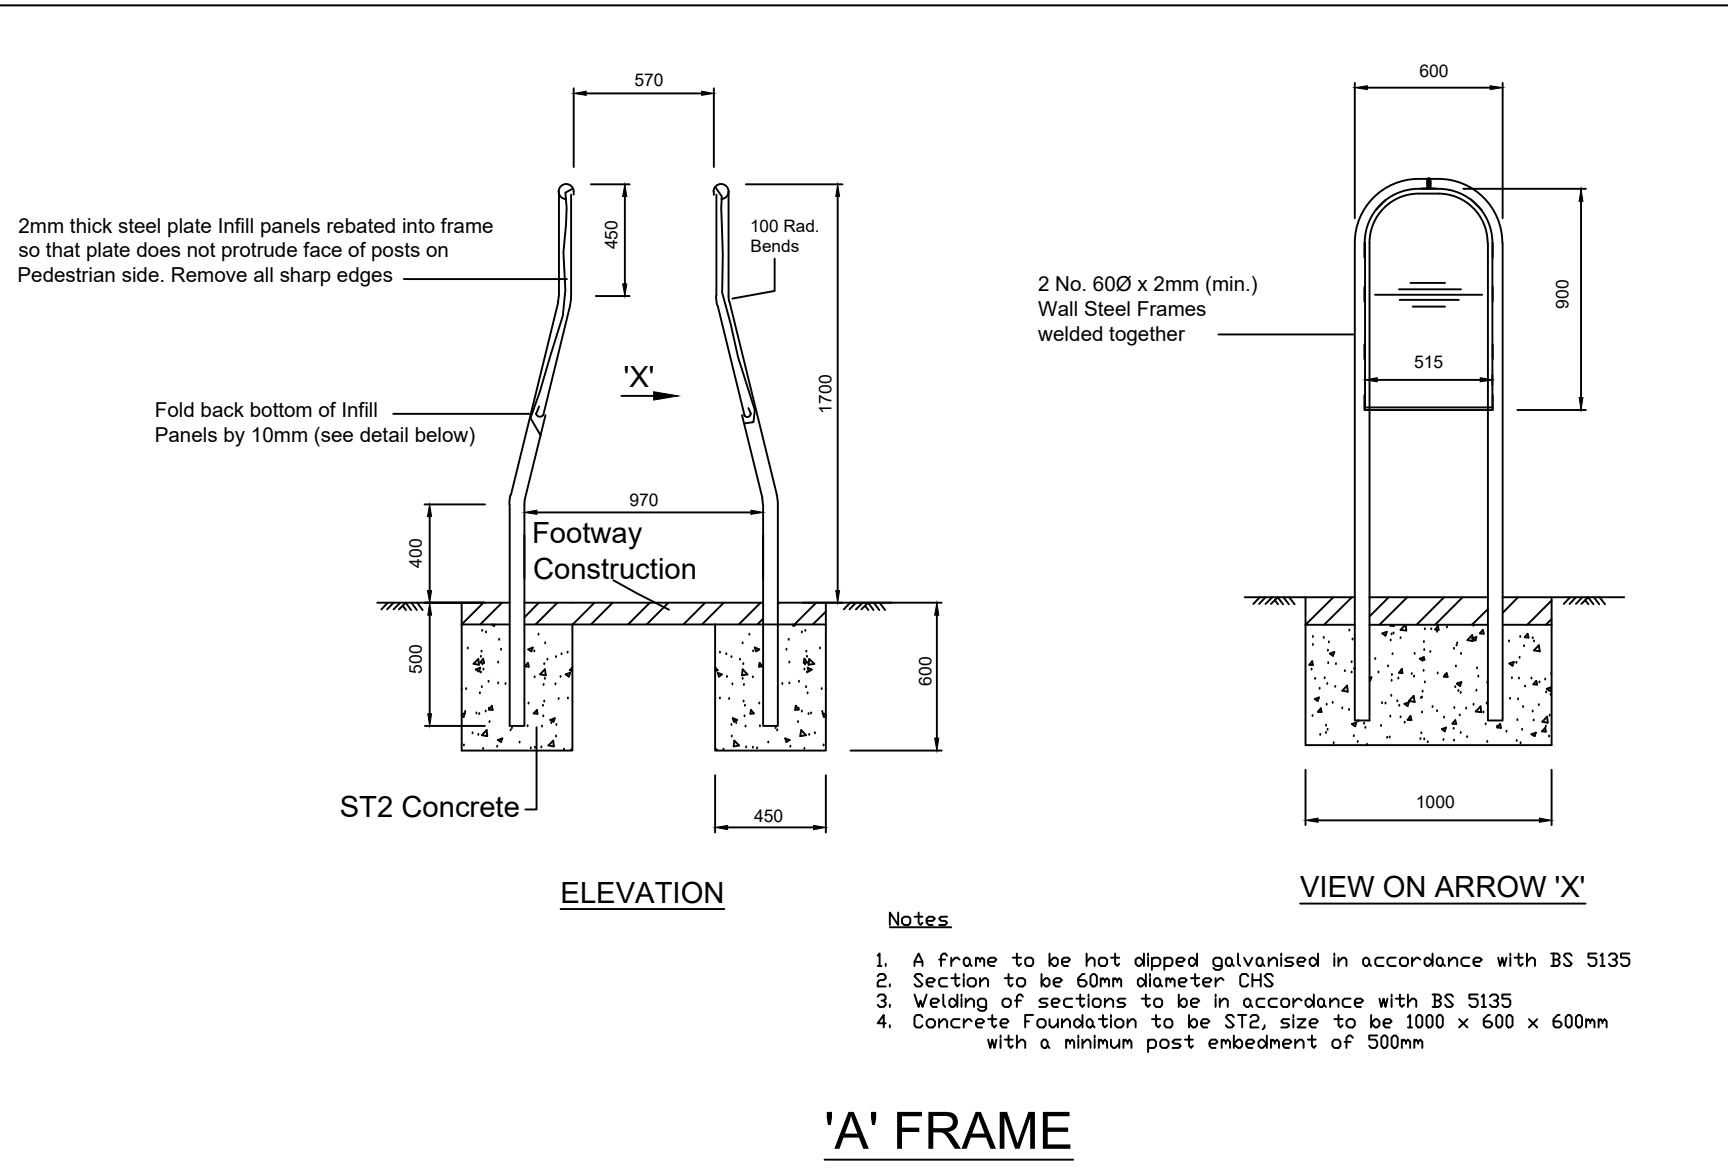 570
600
2mm thick steel plate Infill panels rebated into frame
so that plate does not protrude face of posts on
Pedestrian side. Remove all sharp edges
450
100 Rad.
Bends
2 No. 60Ø x 2mm (min.)
Wall Steel Frames
welded together
900
'X'
515
1700
Fold back bottom of Infill
Panels by 10mm (see detail below)
970
Footway
Construction
400
500
600
ST2 Concrete
450
1000
ELEVATION
VIEW ON ARROW 'X'
Notes
1. A frame to be hot dipped galvanised in accordance with BS 5135
2. Section to be 60mm diameter CHS
3. Welding of sections to be in accordance with BS 5135
4. Concrete Foundation to be ST2, size to be 1000 x 600 x 600mm
with a minimum post embedment of 500mm
'A' FRAME